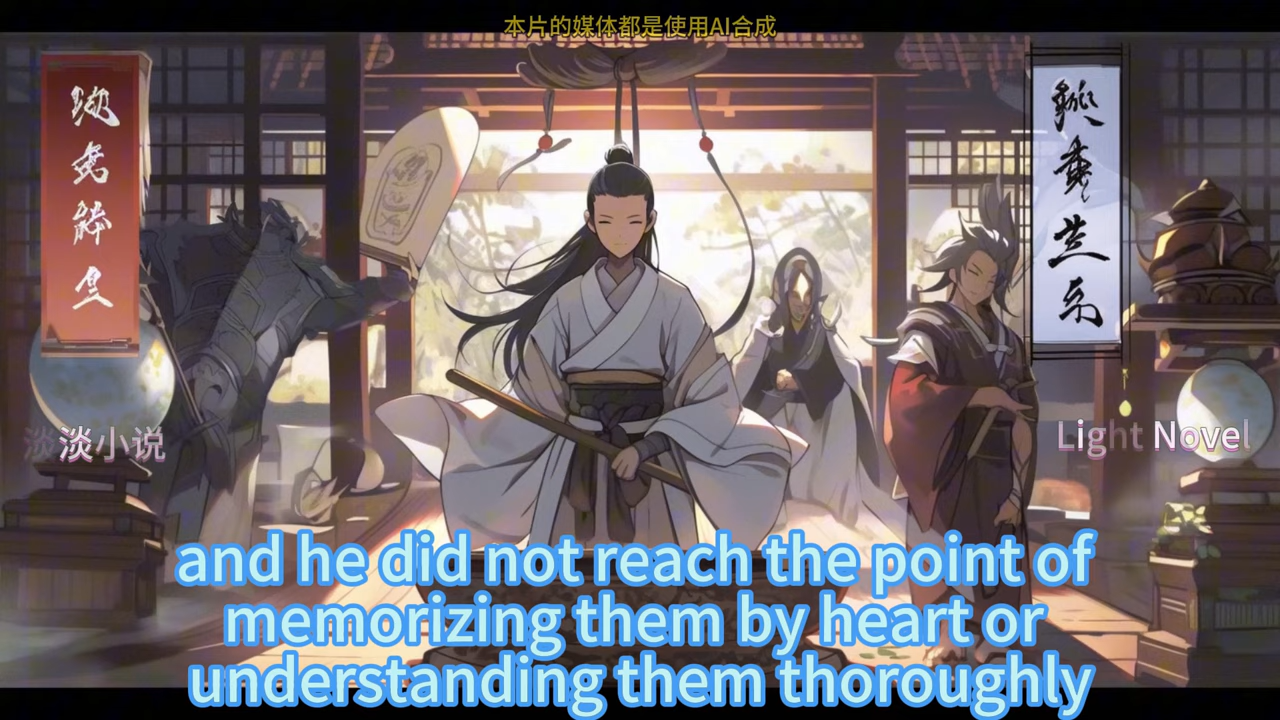 本片的媒体都是使用AI合成
淡淡小说
Light Novel
and he did not reach the point of
memorizing them by heart or
understanding them thoroughly